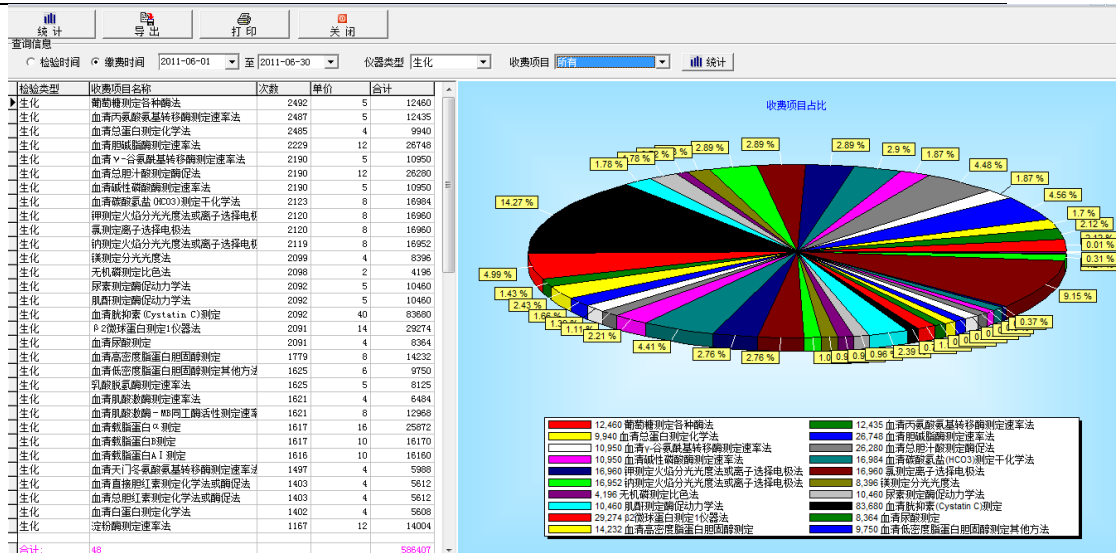 统 计 导 出 打 印 关 闭
查询信息
检验时间 缴费时间 2011-06-01 至 2011-06-30 仪器类型 生化 收费项目 所有 统计
检验类型 收费项目名称 次数 单价 合计
生化 葡萄糖测定各种酶法 2492 5 12460
生化 血清丙氨酸氨基转移酶测定速率法 2487 5 12435
生化 血清总蛋白测定化学法 2485 4 9940
生化 血清胆碱脂酶测定速率法 2229 12 26748
生化 血清γ-谷氨酰基转移酶测定速率法 2190 5 10950
生化 血清总胆汁酸测定酶促法 2190 12 26280
生化 血清碱性磷酸酶测定速率法 2190 5 10950
生化 血清碳酸氢盐(HCO3)测定干化学法 2123 8 16984
生化 钾测定火焰分光光度法或离子选择电极 2120 8 16960
生化 氯测定离子选择电极法 2120 8 16960
生化 钠测定火焰分光光度法或离子选择电极 2119 8 16952
生化 镁测定分光光度法 2099 4 8396
生化 无机磷测定比色法 2098 2 4196
生化 尿素测定酶促动力学法 2092 5 10460
生化 肌酐测定酶促动力学法 2092 5 10460
生化 血清胱抑素(Cystatin C)测定 2092 40 83680
生化 β2微球蛋白测定1仪器法 2091 14 29274
生化 血清尿酸测定 2091 4 8364
生化 血清高密度脂蛋白胆固醇测定 1779 8 14232
生化 血清低密度脂蛋白胆固醇测定其他方法 1625 6 9750
生化 乳酸脱氢酶测定速率法 1625 5 8125
生化 血清肌酸激酶测定速率法 1621 4 6484
生化 血清肌酸激酶-MB同工酶活性测定速率 1621 8 12968
生化 血清载脂蛋白α测定 1617 16 25872
生化 血清载脂蛋白B测定 1617 10 16170
生化 血清载脂蛋白AⅠ测定 1616 10 16160
生化 血清天门冬氨酸氨基转移酶测定速率法 1497 4 5988
生化 血清直接胆红素测定化学法或酶促法 1403 4 5612
生化 血清总胆红素测定化学法或酶促法 1403 4 5612
生化 血清白蛋白测定化学法 1402 4 5608
生化 淀粉酶测定速率法 1167 12 14004
合计: 48 586407
收费项目占比
2.89 % 2.89 % 2.89 % 2.9 %
1.78 % 1.87 %
4.48 %
1.87 %
14.27 % 4.56 %
1.7 %
2.12 %
0.01 %
0.31 %
4.99 %
1.43 %
2.43 %
9.15 %
1.11
2.21 %
4.41 %
2.76 % 2.76 %
0.96
2.39
0.37 %
12,460 葡萄糖测定各种酶法 12,435 血清丙氨酸氨基转移酶测定速率法
9,940 血清总蛋白测定化学法 26,748 血清胆碱脂酶测定速率法
10,950 血清γ-谷氨酰基转移酶测定速率法 26,280 血清总胆汁酸测定酶促法
10,950 血清碱性磷酸酶测定速率法 16,984 血清碳酸氢盐(HCO3)测定干化学法
16,960 钾测定火焰分光光度法或离子选择电极法 16,960 氯测定离子选择电极法
16,952 钠测定火焰分光光度法或离子选择电极法 8,396 镁测定分光光度法
4,196 无机磷测定比色法 10,460 尿素测定酶促动力学法
10,460 肌酐测定酶促动力学法 83,680 血清胱抑素(Cystatin C)测定
29,274 β2微球蛋白测定1仪器法 8,364 血清尿酸测定
14,232 血清高密度脂蛋白胆固醇测定 9,750 血清低密度脂蛋白胆固醇测定其他方法